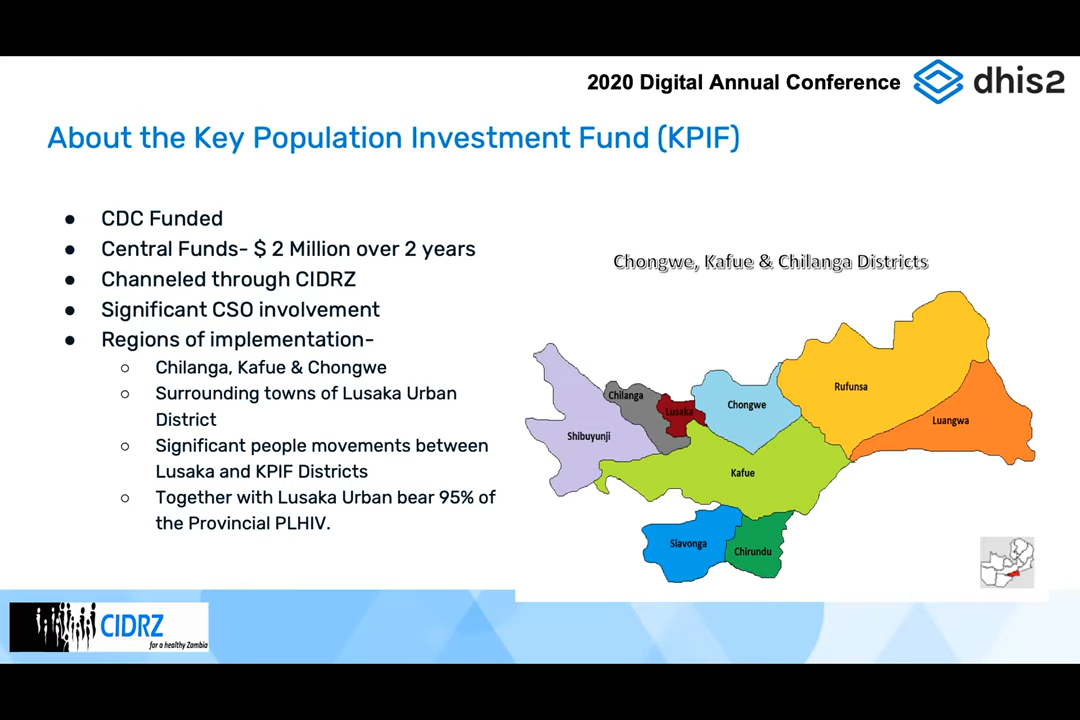 2020 Digital Annual Conference
dhis2
About the Key Population Investment Fund (KPIF)
● CDC Funded
● Central Funds- $ 2 Million over 2 years
● Channeled through CIDRZ
● Significant CSO involvement
● Regions of implementation-
○ Chilanga, Kafue & Chongwe
○ Surrounding towns of Lusaka Urban
District
○ Significant people movements between
Lusaka and KPIF Districts
○ Together with Lusaka Urban bear 95% of
the Provincial PLHIV.
Chongwe, Kafue & Chilanga Districts
Rufunsa
Chilanga
Chongwe
Lusaka
Luangwa
Shibuyunji
Kafue
Siavonga
Chirundu
CIDRZ
for a healthy Zambia